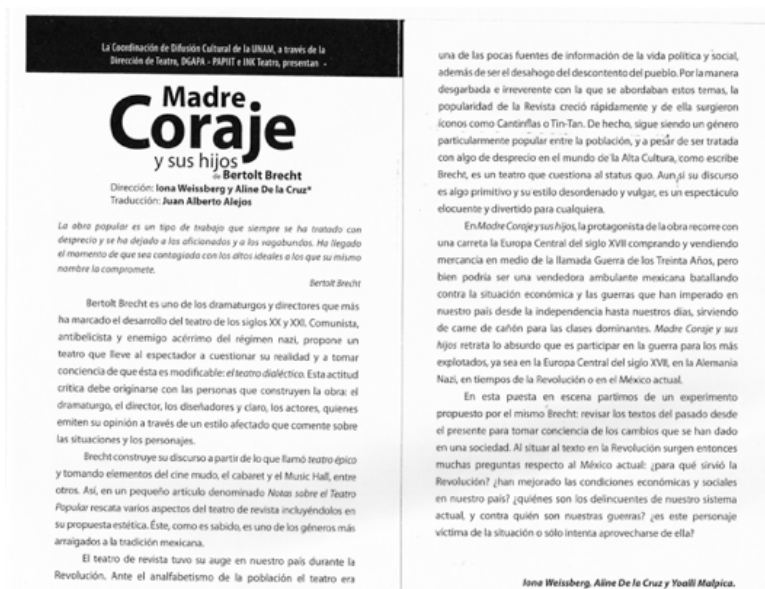 La Coordinación de Difusión Cultural de la UNAM, a través de la
Dirección de Teatro, DGAPA - PAPIIT e INK Teatro, presentan -
Madre
Coraje
y sus hijos
de Bertolt Brecht
Dirección: Iona Weissberg y Aline De la Cruz*
Traducción: Juan Alberto Alejos
La obra popular es un tipo de trabajo que siempre se ha tratado con
desprecio y se ha dejado a los aficionados y a los vagabundos. Ha llegado
el momento de que sea contagiada con los altos ideales a los que su mismo
nombre la compromete.
Bertolt Brecht
Bertolt Brecht es uno de los dramaturgos y directores que más
ha marcado el desarrollo del teatro de los siglos XX y XXI. Comunista,
antibelicista y enemigo acérrimo del régimen nazi, propone un
teatro que lleve al espectador a cuestionar su realidad y a tomar
conciencia de que ésta es modificable: el teatro dialéctico. Esta actitud
crítica debe originarse con las personas que construyen la obra: el
dramaturgo, el director, los diseñadores y claro, los actores, quienes
emiten su opinión a través de un estilo afectado que comente sobre
las situaciones y los personajes.
Brecht construye su discurso a partir de lo que llamó teatro épico
y tomando elementos del cine mudo, el cabaret y el Music Hall, entre
otros. Así, en un pequeño artículo denominado Notas sobre el Teatro
Popular rescata varios aspectos del teatro de revista incluyéndolos en
su propuesta estética. Éste, como es sabido, es uno de los géneros más
arraigados a la tradición mexicana.
El teatro de revista tuvo su auge en nuestro país durante la
Revolución. Ante el analfabetismo de la población el teatro era
una de las pocas fuentes de información de la vida política y social,
además de ser el desahogo del descontento del pueblo. Por la manera
desgarbada e irreverente con la que se abordaban estos temas, la
popularidad de la Revista creció rápidamente y de ella surgieron
íconos como Cantinflas o Tin-Tan. De hecho, sigue siendo un género
particularmente popular entre la población, y a pesar de ser tratada
con algo de desprecio en el mundo de la Alta Cultura, como escribe
Brecht, es un teatro que cuestiona al status quo. Aun si su discurso
es algo primitivo y su estilo desordenado y vulgar, es un espectáculo
elocuente y divertido para cualquiera.
En Madre Coraje y sus hijos, la protagonista de la obra recorre con
una carreta la Europa Central del siglo XVII comprando y vendiendo
mercancía en medio de la llamada Guerra de los Treinta Años, pero
bien podría ser una vendedora ambulante mexicana batallando
contra la situación económica y las guerras que han imperado en
nuestro país desde la independencia hasta nuestros días, sirviendo
de carne de cañón para las clases dominantes. Madre Coraje y sus
hijos retrata lo absurdo que es participar en la guerra para los más
explotados, ya sea en la Europa Central del siglo XVII, en la Alemania
Nazi, en tiempos de la Revolución o en el México actual.
En esta puesta en escena partimos de un experimento
propuesto por el mismo Brecht: revisar los textos del pasado desde
el presente para tomar conciencia de los cambios que se han dado
en una sociedad. Al situar al texto en la Revolución surgen entonces
muchas preguntas respecto al México actual: ¿para qué sirvió la
Revolución? ¿han mejorado las condiciones económicas y sociales
en nuestro país? ¿quiénes son los delincuentes de nuestro sistema
actual, y contra quién son nuestras guerras? ¿es este personaje
víctima de la situación o sólo intenta aprovecharse de ella?
Iona Weissberg, Aline De la Cruz y Yoalli Malpica.